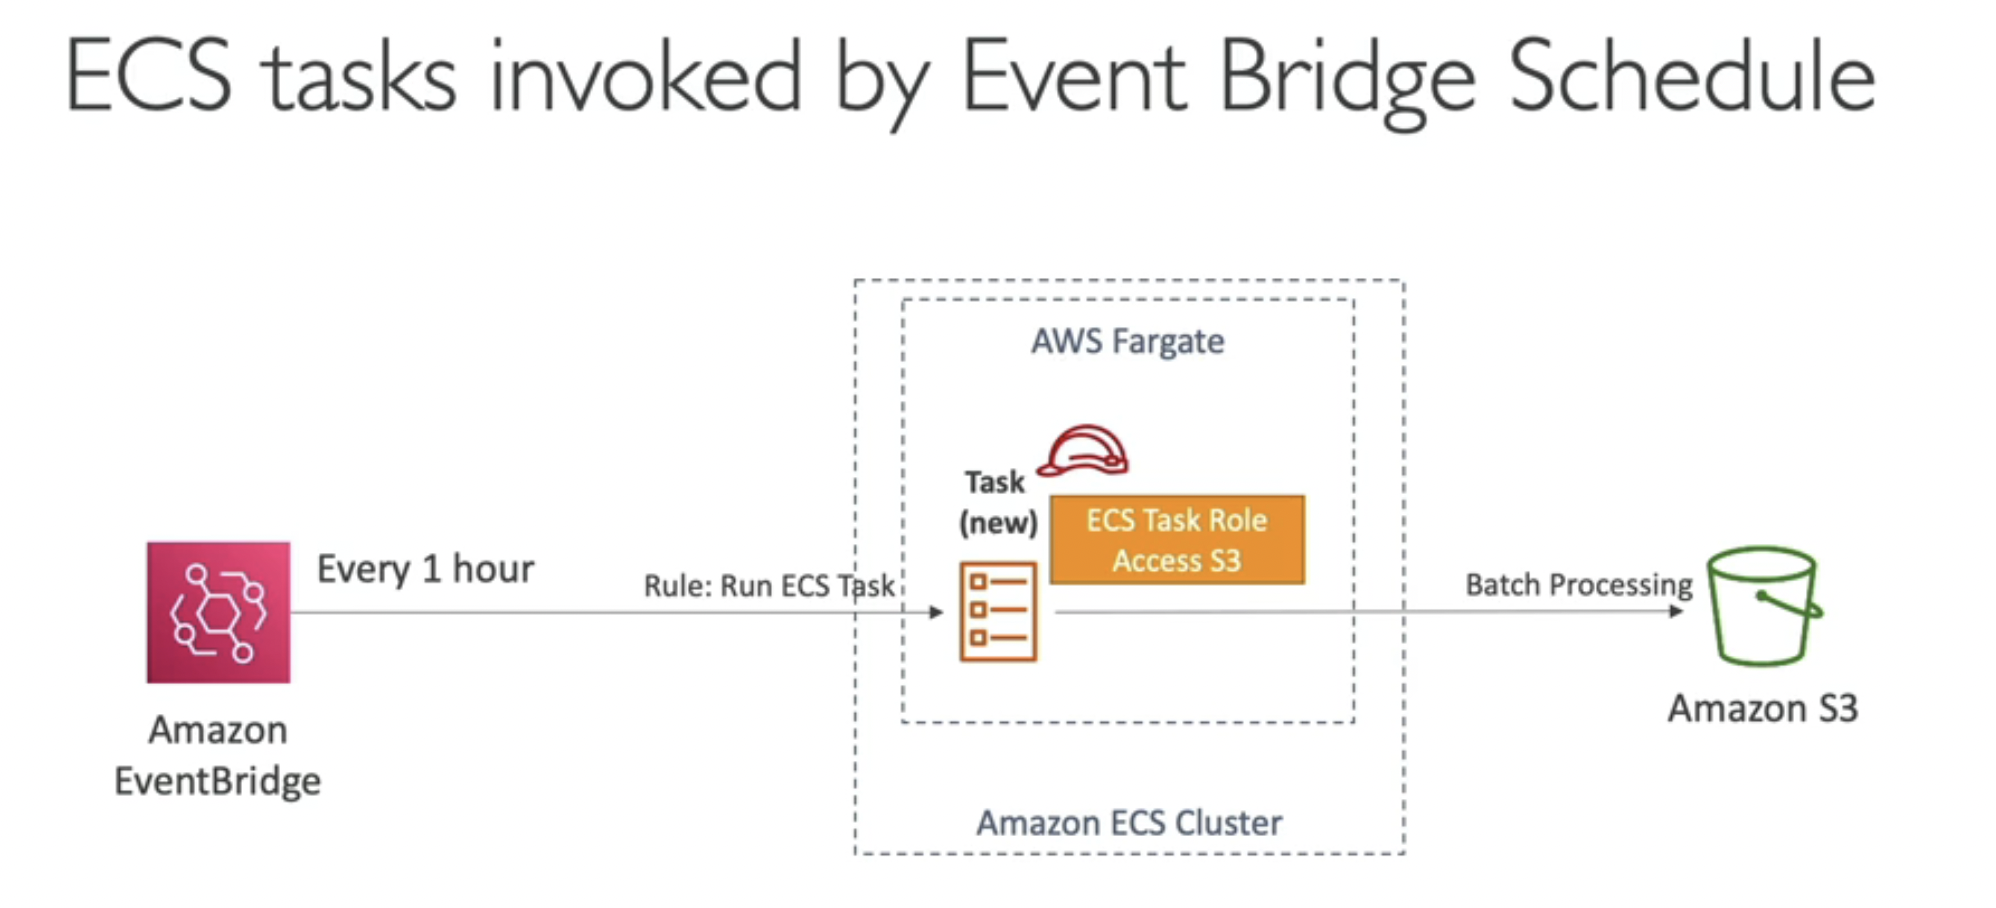 ECS tasks invoked by Event Bridge Schedule
AWS Fargate
Task
(new)
ECS Task Role
Access S3
Every 1 hour
Rule: Run ECS Task
Batch Processing
Amazon
EventBridge
Amazon S3
Amazon ECS Cluster